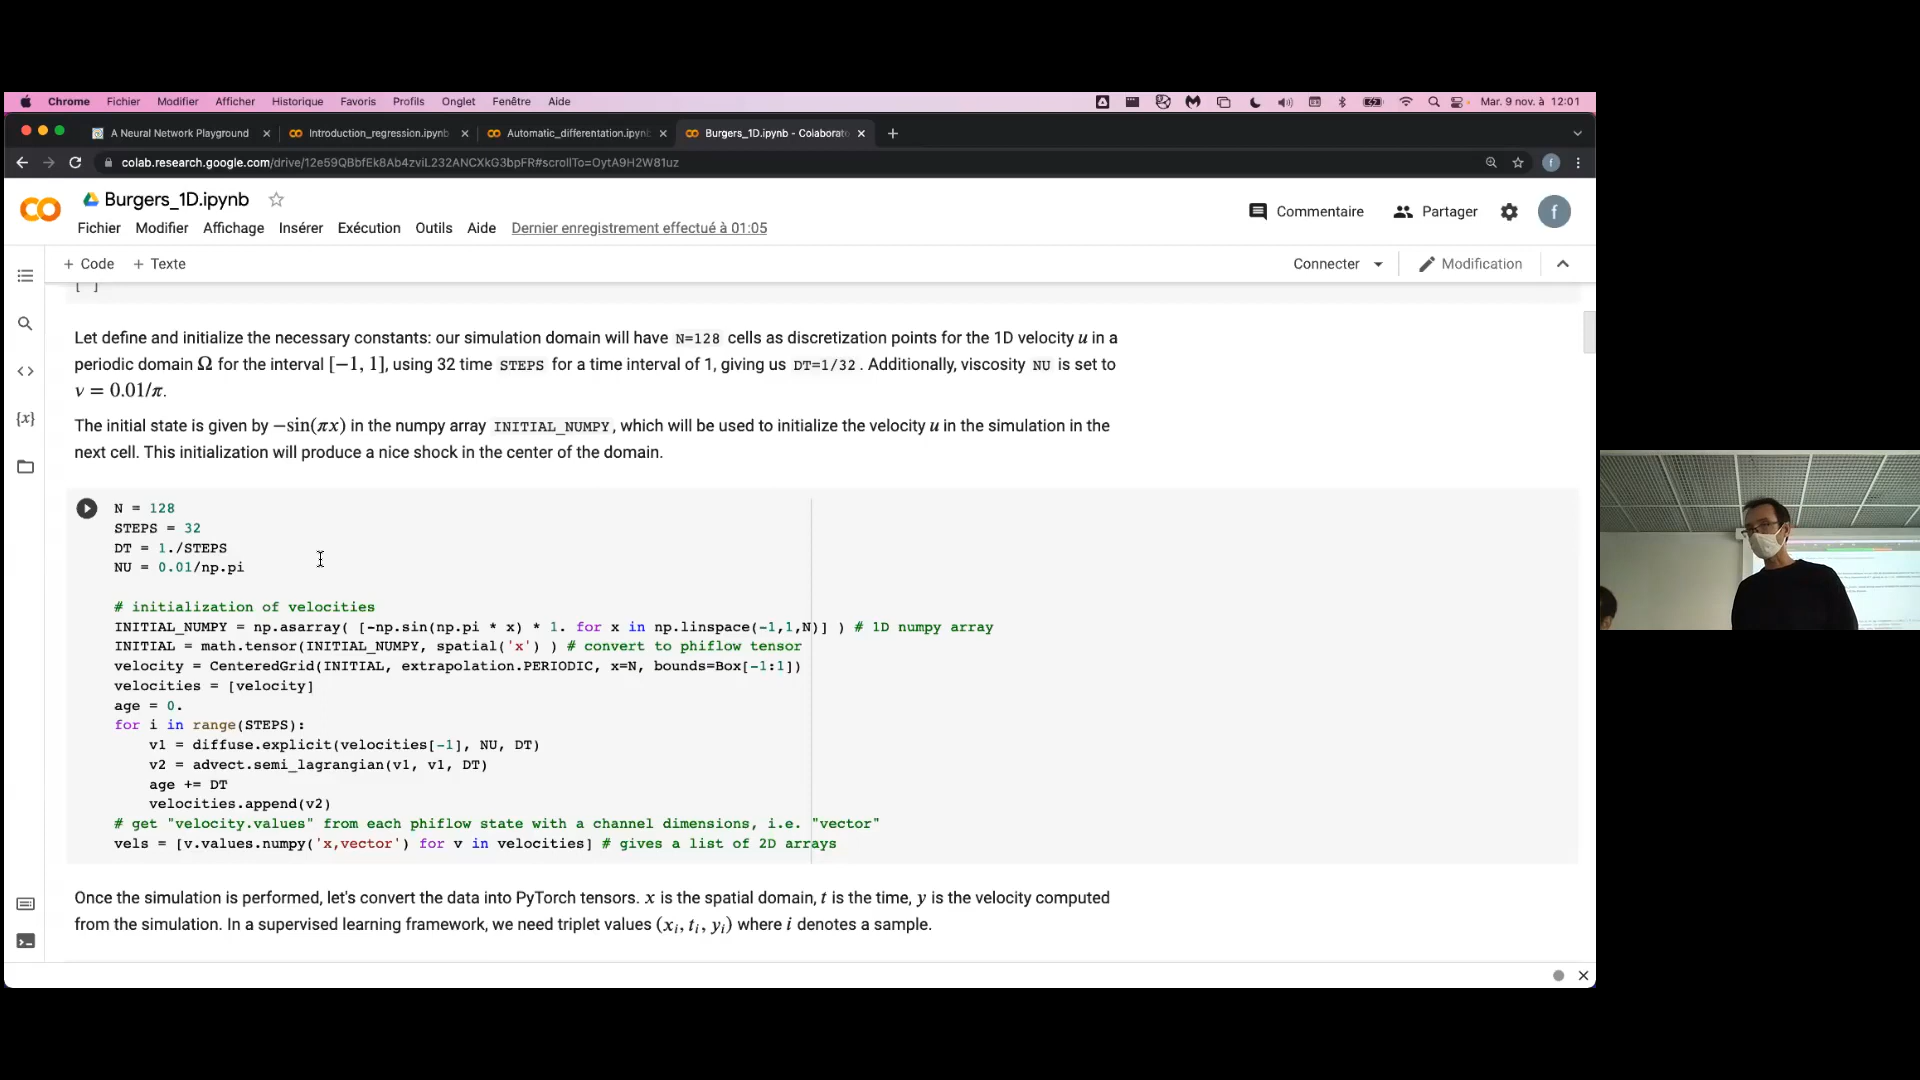 Chrome Fichier Modifier Afficher Historique Favoris Profils Onglet Fenêtre Aide Mar. 9 nov. à 12:01
A Neural Network Playground Introduction_regression.ipynb Automatic_differentation.ipynb Burgers_1D.ipynb - Colaborato
colab.research.google.com/drive/12e59QBbfEk8Ab4zviL232ANCXkG3bpFR#scrollTo=OytA9H2W81uz f
Burgers_1D.ipynb
Commentaire Partager f
Fichier Modifier Affichage Insérer Exécution Outils Aide Dernier enregistrement effectué à 01:05
+ Code + Texte Connecter Modification
[ ]
Let define and initialize the necessary constants: our simulation domain will have N=128 cells as discretization points for the 1D velocity u in a
periodic domain Ω for the interval [−1, 1], using 32 time STEPS for a time interval of 1, giving us DT=1/32. Additionally, viscosity NU is set to
ν = 0.01/π.
The initial state is given by −sin(πx) in the numpy array INITIAL_NUMPY, which will be used to initialize the velocity u in the simulation in the
next cell. This initialization will produce a nice shock in the center of the domain.
N = 128
STEPS = 32
DT = 1./STEPS
NU = 0.01/np.pi
# initialization of velocities
INITIAL_NUMPY = np.asarray( [-np.sin(np.pi * x) * 1. for x in np.linspace(-1,1,N)] ) # 1D numpy array
INITIAL = math.tensor(INITIAL_NUMPY, spatial('x') ) # convert to phiflow tensor
velocity = CenteredGrid(INITIAL, extrapolation.PERIODIC, x=N, bounds=Box[-1:1])
velocities = [velocity]
age = 0.
for i in range(STEPS):
v1 = diffuse.explicit(velocities[-1], NU, DT)
v2 = advect.semi_lagrangian(v1, v1, DT)
age += DT
velocities.append(v2)
# get "velocity.values" from each phiflow state with a channel dimensions, i.e. "vector"
vels = [v.values.numpy('x,vector') for v in velocities] # gives a list of 2D arrays
Once the simulation is performed, let's convert the data into PyTorch tensors. x is the spatial domain, t is the time, y is the velocity computed
from the simulation. In a supervised learning framework, we need triplet values (xi, ti, yi) where i denotes a sample.